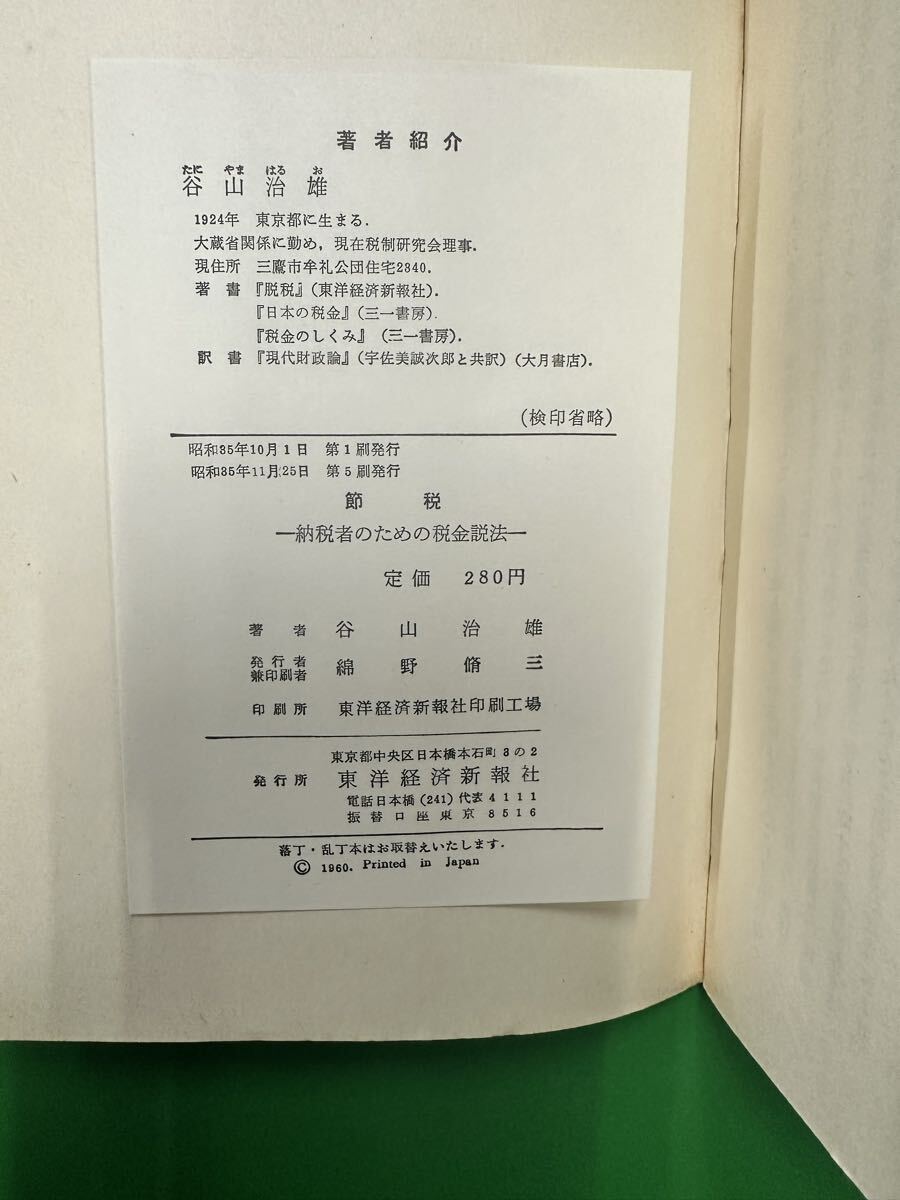 著者紹介
たに やま はる お
谷山治雄
1924年 東京都に生まる.
大蔵省関係に勤め，現在税制研究会理事.
現住所 三鷹市牟礼公団住宅2340.
著書 『脱税』(東洋経済新報社).
『日本の税金』(三一書房).
『税金のしくみ』(三一書房).
訳書 『現代財政論』(宇佐美誠次郎と共訳)(大月書店).
(検印省略)
昭和35年10月1日 第1刷発行
昭和35年11月25日 第5刷発行
節税
―納税者のための税金説法―
定価 280円
著者 谷山治雄
発行者
兼印刷者 綿野脩三
印刷所 東洋経済新報社印刷工場
東京都中央区日本橋本石町3の2
発行所 東洋経済新報社
電話日本橋(241)代表4111
振替口座東京8516
落丁・乱丁本はお取替えいたします.
© 1960. Printed in Japan